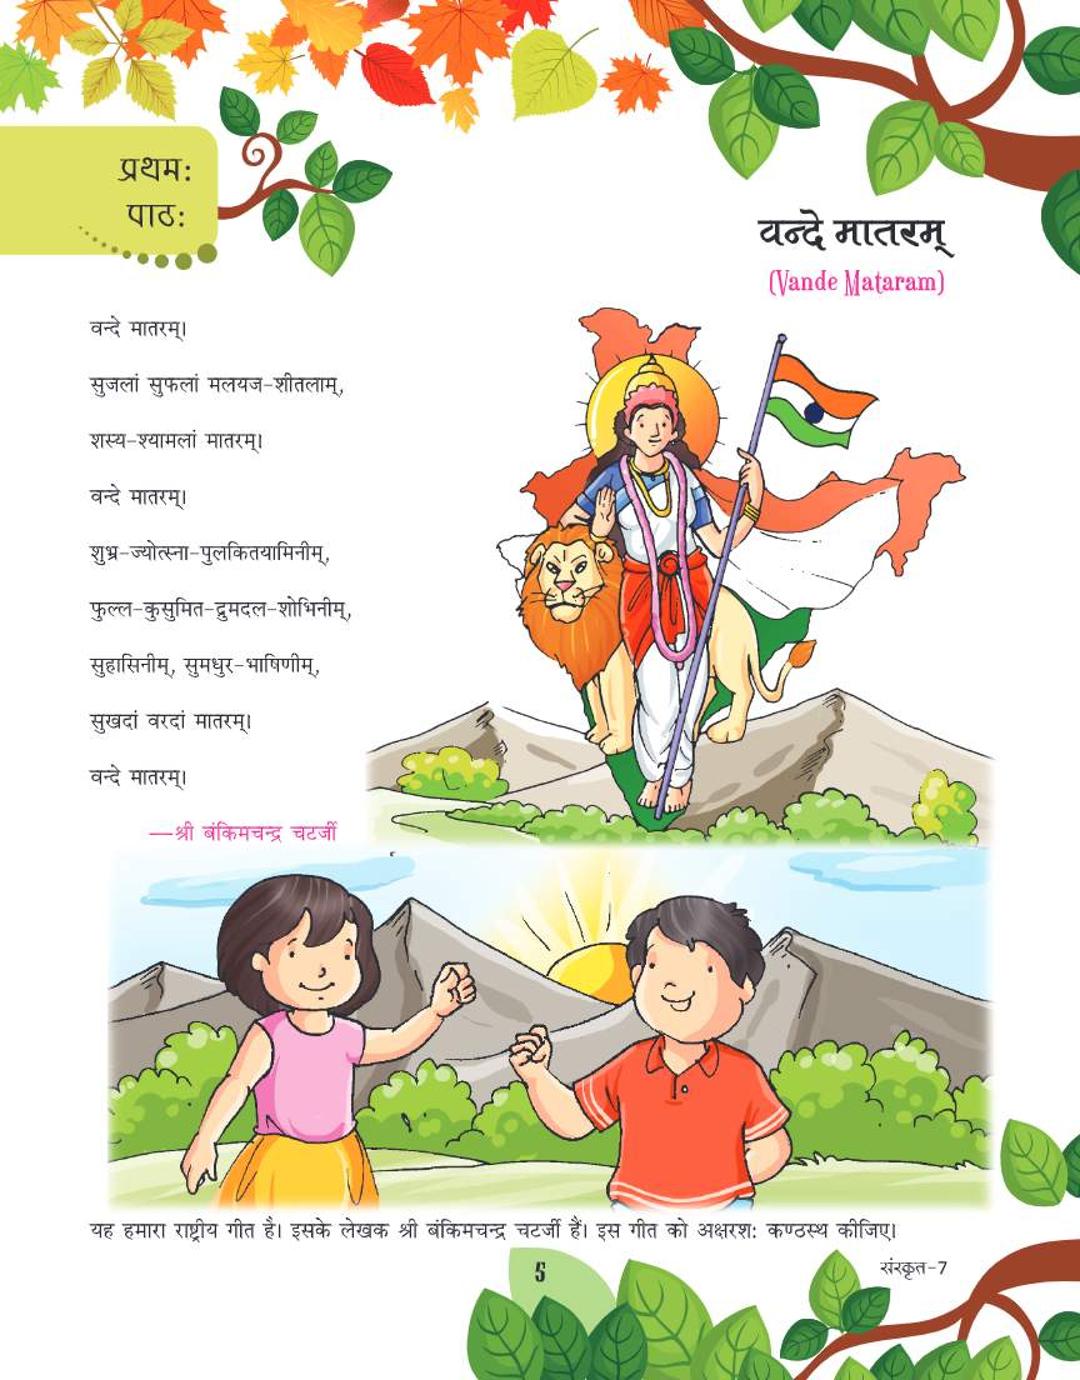 प्रथम:
पाठ:
वन्दे मातरम्
(Vande Mataram)
वन्दे मातरम्।
सुजलां सुफलां मलयज-शीतलाम्,
शस्य-श्यामलां मातरम्।
वन्दे मातरम्।
शुभ्र-ज्योत्स्ना-पुलकितयामिनीम्,
फुल्ल-कुसुमित-द्रुमदल-शोभिनीम्,
सुहासिनीम्, सुमधुर-भाषिणीम्,
सुखदां वरदां मातरम्।
वन्दे मातरम्।
—श्री बंकिमचन्द्र चटर्जी
यह हमारा राष्ट्रीय गीत है। इसके लेखक श्री बंकिमचन्द्र चटर्जी हैं। इस गीत को अक्षरश: कण्ठस्थ कीजिए।
5
संस्कृत-7